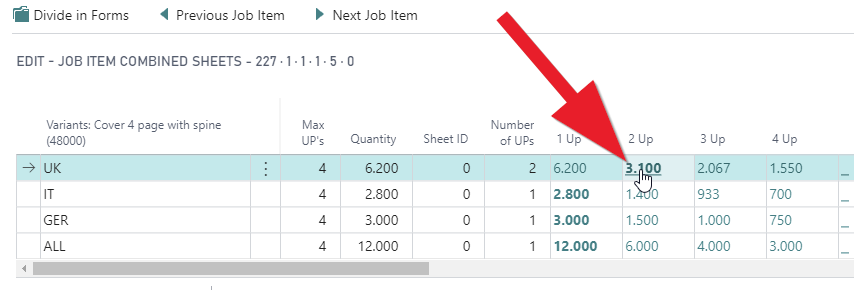 Divide in Forms Previous Job Item Next Job Item
EDIT - JOB ITEM COMBINED SHEETS - 227 · 1 · 1 · 1 · 5 · 0
Variants: Cover 4 page with spine (48000) Max UP's Quantity Sheet ID Number of UPs 1 Up 2 Up 3 Up 4 Up
UK 4 6.200 0 2 6.200 3.100 2.067 1.550 _
IT 4 2.800 0 1 2.800 1.400 933 700 _
GER 4 3.000 0 1 3.000 1.500 1.000 750 _
ALL 4 12.000 0 1 12.000 6.000 4.000 3.000 _